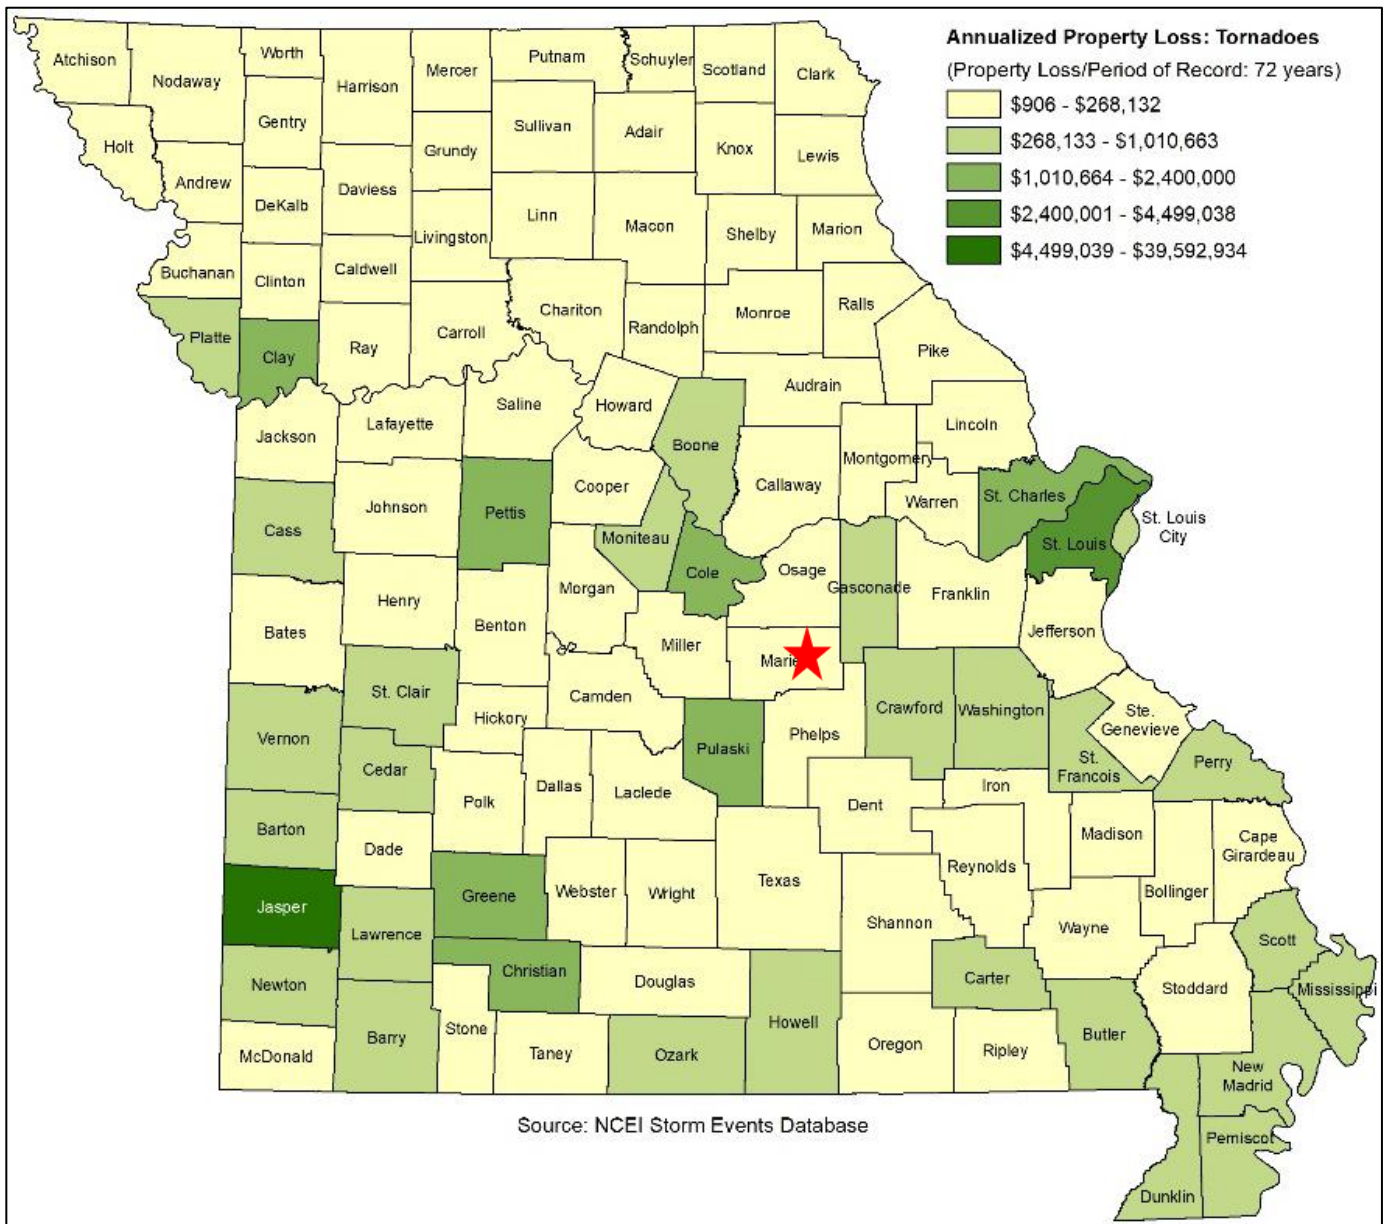 Annualized Property Loss: Tornadoes
(Property Loss/Period of Record: 72 years)
$906 - $268,132
$268,133 - $1,010,663
$1,010,664 - $2,400,000
$2,400,001 - $4,499,038
$4,499,039 - $39,592,934
Atchison
Nodaway
Worth
Harrison
Mercer
Putnam
Schuyler
Scotland
Clark
Holt
Gentry
Sullivan
Adair
Knox
Lewis
Andrew
DeKalb
Daviess
Grundy
Linn
Macon
Shelby
Marion
Livingston
Buchanan
Clinton
Caldwell
Chariton
Randolph
Monroe
Ralls
Platte
Clay
Ray
Carroll
Pike
Audrain
Jackson
Lafayette
Saline
Howard
Boone
Lincoln
Montgomery
Callaway
Cooper
Warren
St. Charles
Johnson
Pettis
Cass
Moniteau
St. Louis
City
St. Louis
Cole
Osage
Gasconade
Franklin
Henry
Morgan
Bates
Benton
Miller
Jefferson
Marie
St. Clair
Camden
Hickory
Crawford
Washington
Ste.
Genevieve
Vernon
Pulaski
Phelps
St.
Francois
Perry
Cedar
Polk
Dallas
Laclede
Iron
Dent
Barton
Dade
Madison
Cape
Girardeau
Reynolds
Texas
Greene
Webster
Wright
Bollinger
Jasper
Shannon
Wayne
Lawrence
Scott
Christian
Douglas
Carter
Newton
Stoddard
Mississippi
Howell
Stone
Barry
Butler
McDonald
Taney
Ozark
Oregon
Ripley
New
Madrid
Pemiscot
Dunklin
Source: NCEI Storm Events Database